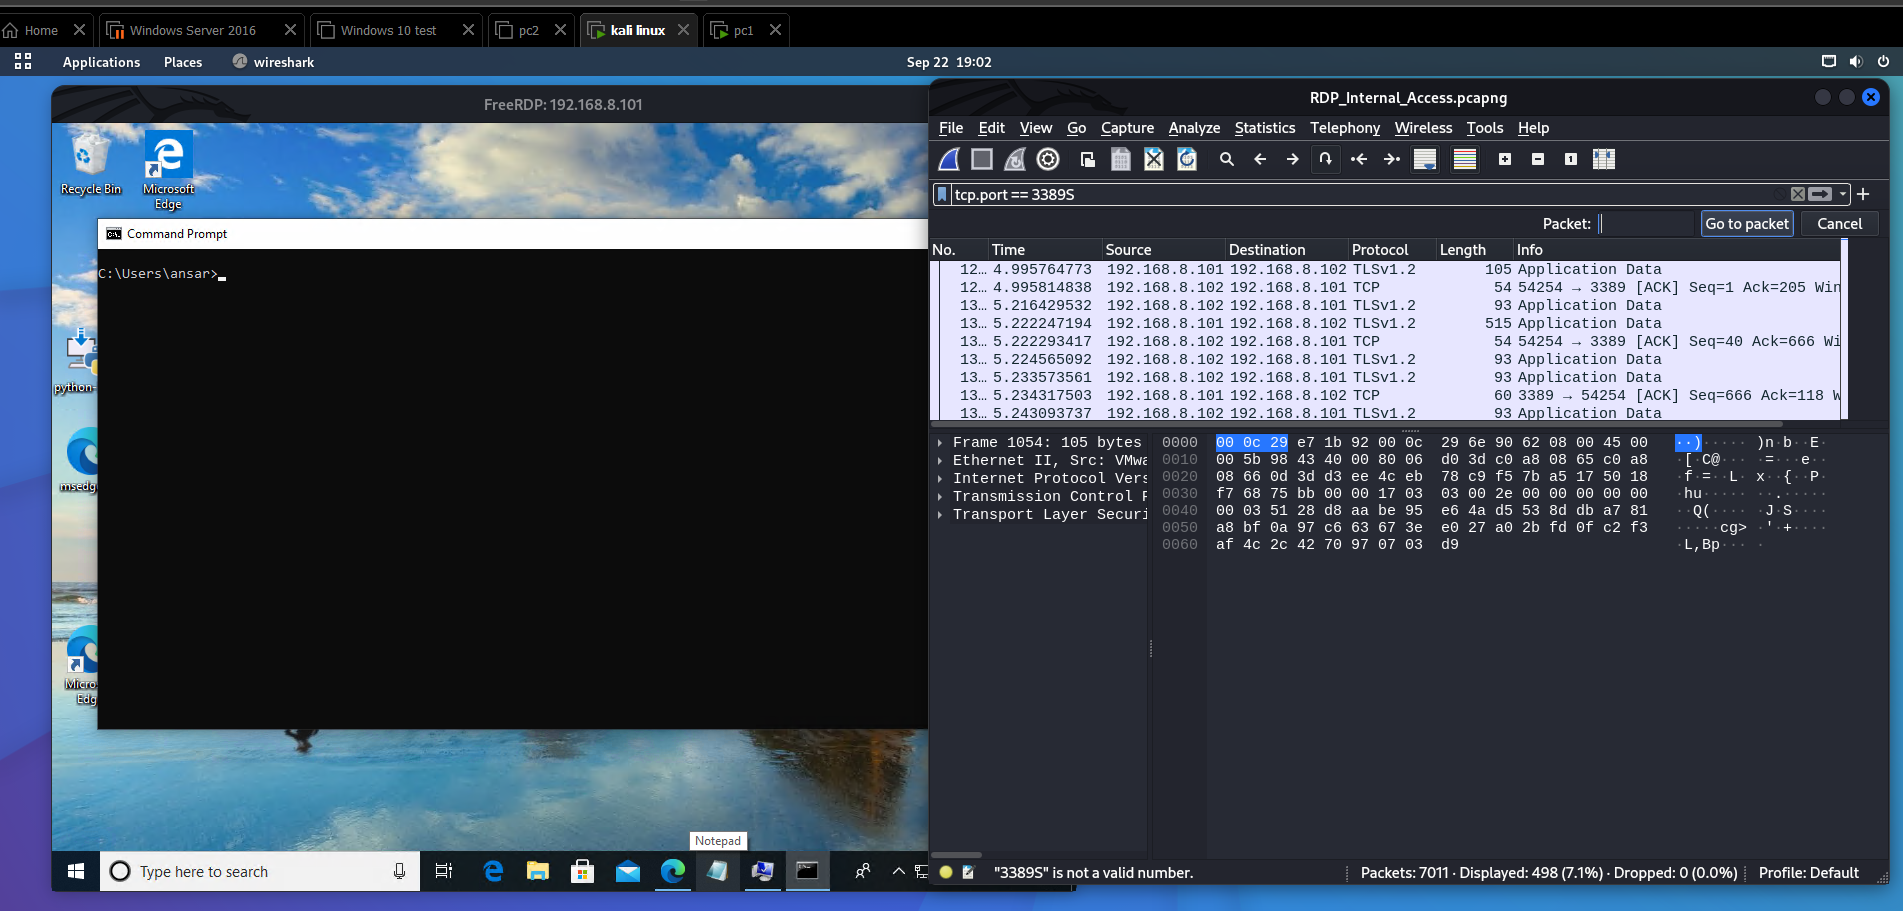 Home
Windows Server 2016
Windows 10 test
pc2
kali linux
pc1
Applications
Places
wireshark
Sep 22 19:02
FreeRDP: 192.168.8.101
Recycle Bin
Microsoft
Edge
Command Prompt
C:\Users\ansar>_
python-
msedg
Micro
Edg
Notepad
Type here to search
RDP_Internal_Access.pcapng
File Edit View Go Capture Analyze Statistics Telephony Wireless Tools Help
tcp.port == 3389S
Packet: Go to packet Cancel
No. Time Source Destination Protocol Length Info
12… 4.995764773 192.168.8.101 192.168.8.102 TLSv1.2 105 Application Data
12… 4.995814838 192.168.8.102 192.168.8.101 TCP 54 54254 → 3389 [ACK] Seq=1 Ack=205 Win
13… 5.216429532 192.168.8.102 192.168.8.101 TLSv1.2 93 Application Data
13… 5.222247194 192.168.8.101 192.168.8.102 TLSv1.2 515 Application Data
13… 5.222293417 192.168.8.102 192.168.8.101 TCP 54 54254 → 3389 [ACK] Seq=40 Ack=666 Wi
13… 5.224565092 192.168.8.102 192.168.8.101 TLSv1.2 93 Application Data
13… 5.233573561 192.168.8.102 192.168.8.101 TLSv1.2 93 Application Data
13… 5.234317503 192.168.8.101 192.168.8.102 TCP 60 3389 → 54254 [ACK] Seq=666 Ack=118 W
13… 5.243093737 192.168.8.102 192.168.8.101 TLSv1.2 93 Application Data
Frame 1054: 105 bytes
Ethernet II, Src: VMwa
Internet Protocol Vers
Transmission Control P
Transport Layer Securi
0000 00 0c 29 e7 1b 92 00 0c 29 6e 90 62 08 00 45 00 ··)····· )n·b··E·
0010 00 5b 98 43 40 00 80 06 d0 3d c0 a8 08 65 c0 a8 ·[·C@··· ·=···e··
0020 08 66 0d 3d d3 ee 4c eb 78 c9 f5 7b a5 17 50 18 ·f·=··L· x··{··P·
0030 f7 68 75 bb 00 00 17 03 03 00 2e 00 00 00 00 00 ·hu····· ··.·····
0040 00 03 51 28 d8 aa be 95 e6 4a d5 53 8d db a7 81 ··Q(···· ·J·S····
0050 a8 bf 0a 97 c6 63 67 3e e0 27 a0 2b fd 0f c2 f3 ·····cg> ·'·+····
0060 af 4c 2c 42 70 97 07 03 d9 ·L,Bp··· ·
"3389S" is not a valid number.
Packets: 7011 · Displayed: 498 (7.1%) · Dropped: 0 (0.0%)
Profile: Default